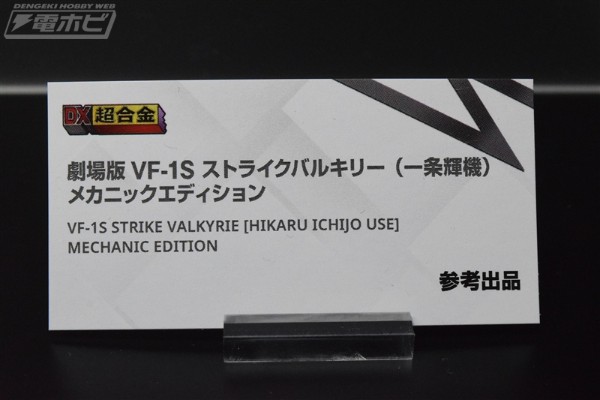 DENGEKI HOBBY WEB
電ホビ
DX超合金
劇場版 VF-1S ストライクバルキリー（一条輝機）
メカニックエディション
VF-1S STRIKE VALKYRIE [HIKARU ICHIJO USE]
MECHANIC EDITION
参考出品